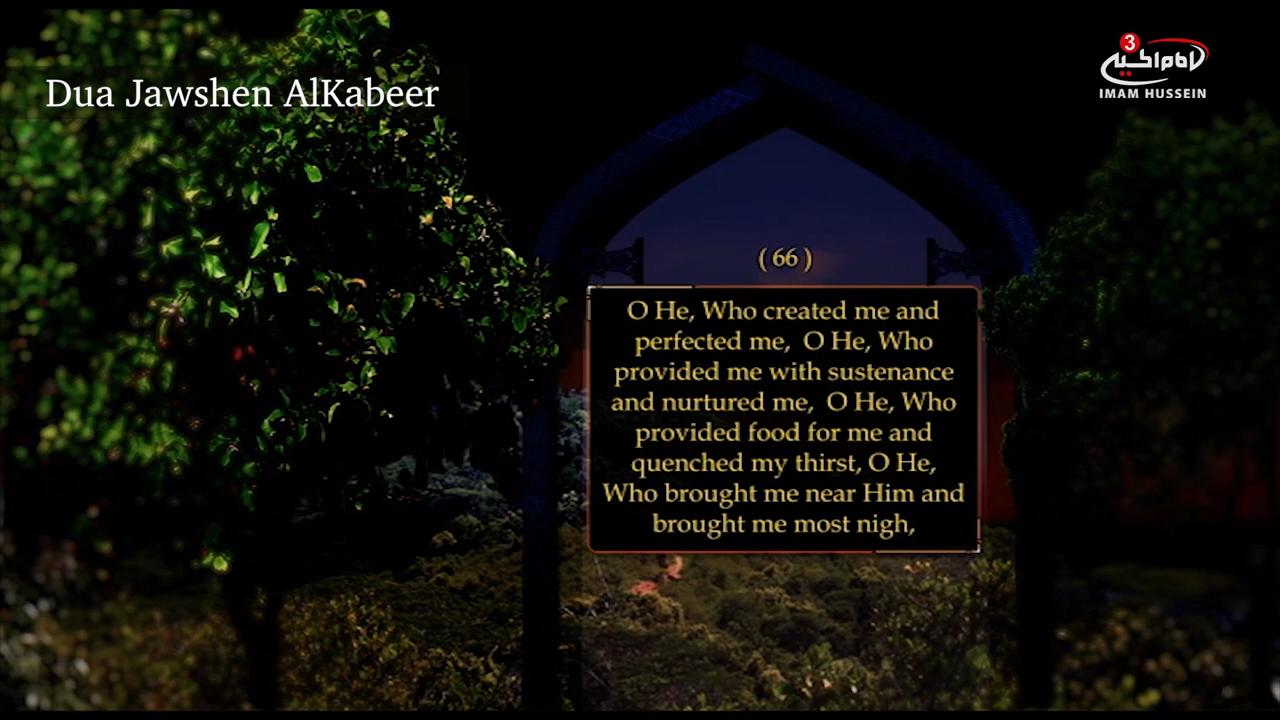 Dua Jawshen AlKabeer
3
امام حسین
IMAM HUSSEIN
( 66 )
O He, Who created me and
perfected me, O He, Who
provided me with sustenance
and nurtured me, O He, Who
provided food for me and
quenched my thirst, O He,
Who brought me near Him and
brought me most nigh,